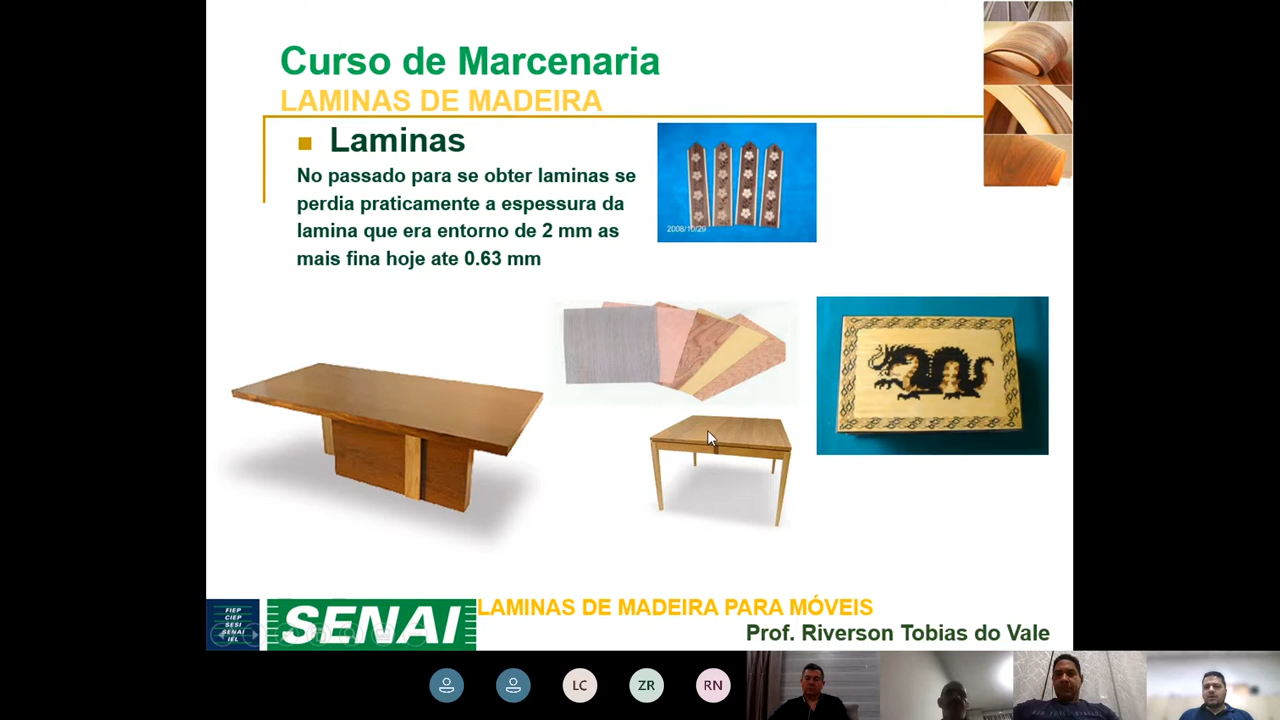 Curso de Marcenaria
LAMINAS DE MADEIRA
Laminas
No passado para se obter laminas se
perdia praticamente a espessura da
lamina que era entorno de 2 mm as
mais fina hoje ate 0.63 mm
2008/10/29
FIEP
CIEP
SESI
SENAI
IEL
SENAI
LAMINAS DE MADEIRA PARA MÓVEIS
Prof. Riverson Tobias do Vale
LC
ZR
RN